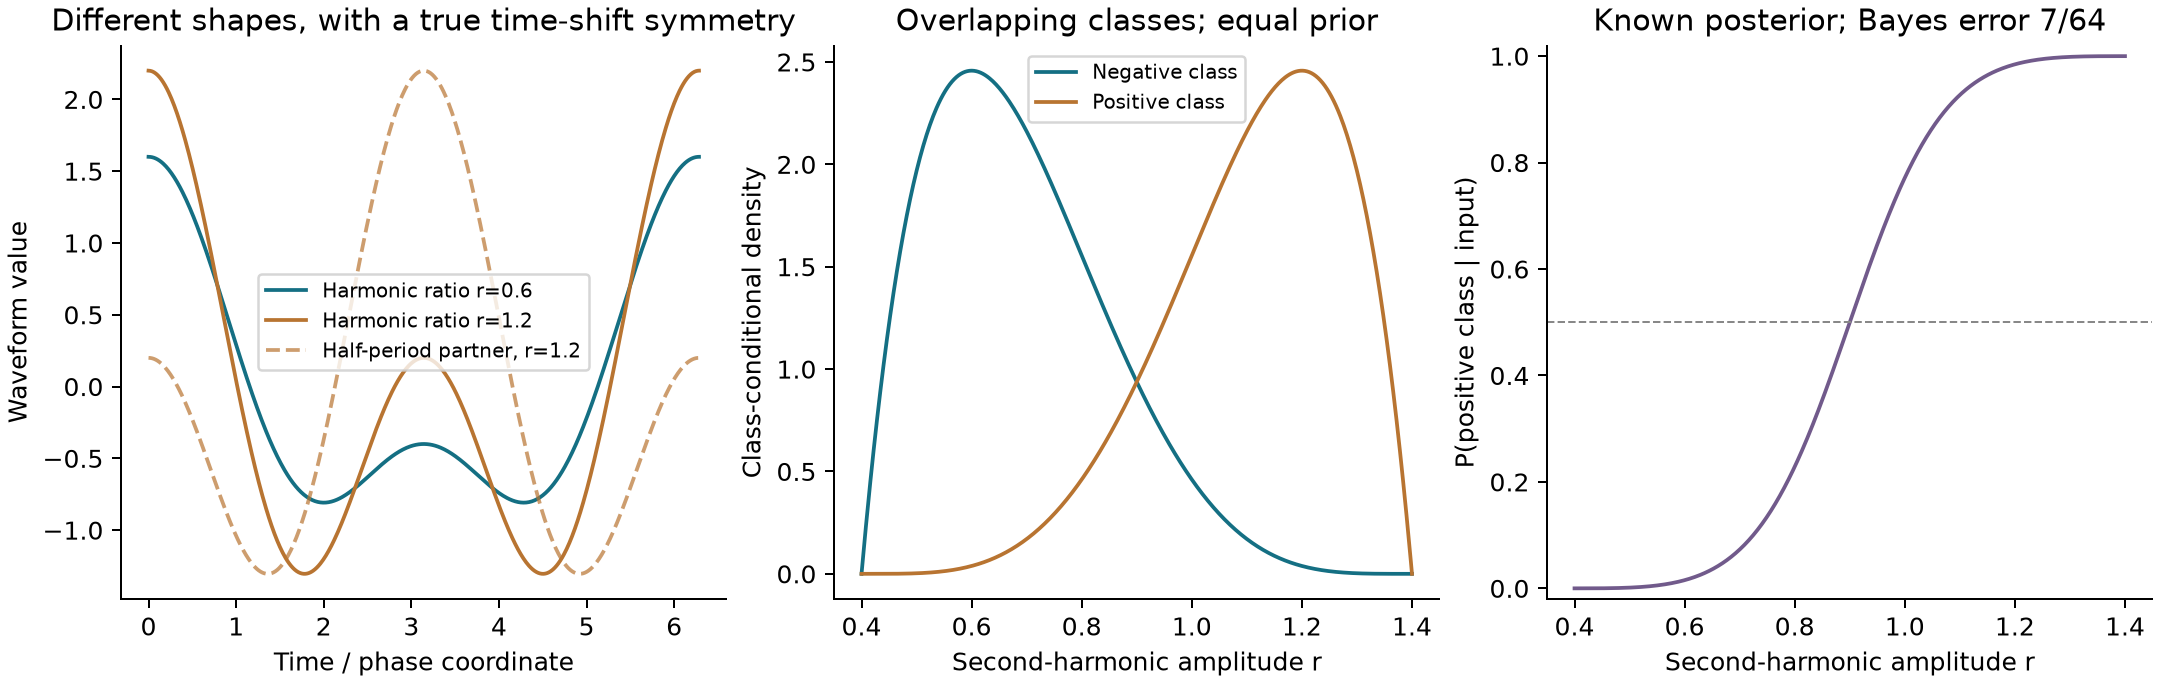 Different shapes, with a true time-shift symmetry
Waveform value
2.0
1.5
1.0
0.5
0.0
−0.5
−1.0
Harmonic ratio r=0.6
Harmonic ratio r=1.2
Half-period partner, r=1.2
0 1 2 3 4 5 6
Time / phase coordinate
Overlapping classes; equal prior
Class-conditional density
2.5
2.0
1.5
1.0
0.5
0.0
Negative class
Positive class
0.4 0.6 0.8 1.0 1.2 1.4
Second-harmonic amplitude r
Known posterior; Bayes error 7/64
P(positive class | input)
1.0
0.8
0.6
0.4
0.2
0.0
0.4 0.6 0.8 1.0 1.2 1.4
Second-harmonic amplitude r